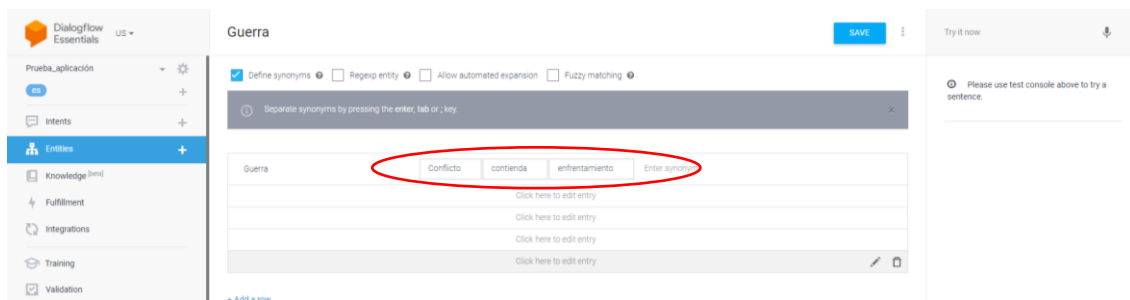 Dialogflow
Essentials
US
Guerra
SAVE
Try it now
Prueba_aplicación
es
Define synonyms
Regexp entity
Allow automated expansion
Fuzzy matching
Please use test console above to try a
sentence.
Separate synonyms by pressing the enter, tab or ; key.
Intents
Entities
Knowledge [beta]
Fulfillment
Integrations
Training
Validation
Guerra
Conflicto
contienda
enfrentamiento
Enter synonym
Click here to edit entry
Click here to edit entry
Click here to edit entry
Click here to edit entry
+ Add a row